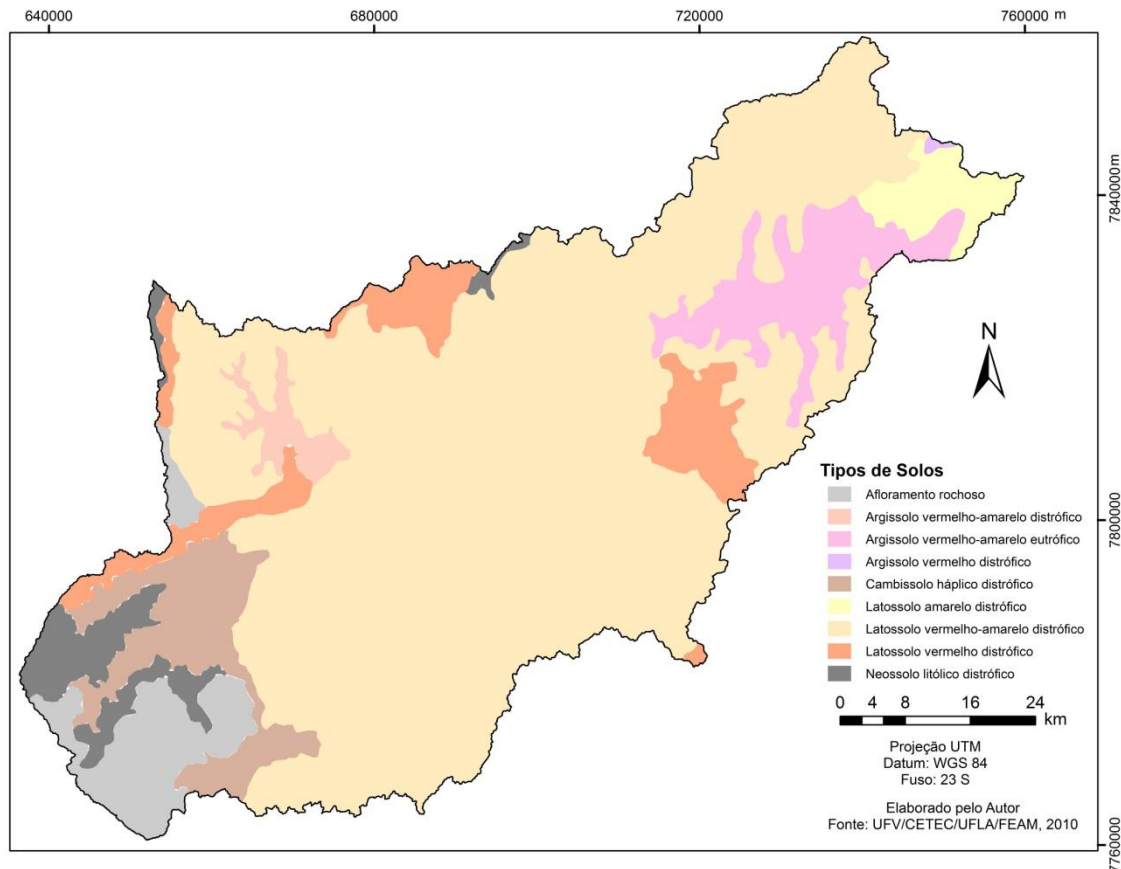 640000 680000 720000 760000 m
7840000m
N
Tipos de Solos
Afloramento rochoso
Argissolo vermelho-amarelo distrófico
Argissolo vermelho-amarelo eutrófico
7800000
Argissolo vermelho distrófico
Cambissolo háplico distrófico
Latossolo amarelo distrófico
Latossolo vermelho-amarelo distrófico
Latossolo vermelho distrófico
Neossolo litólico distrófico
0 4 8 16 24
km
Projeção UTM
Datum: WGS 84
Fuso: 23 S
Elaborado pelo Autor
Fonte: UFV/CETEC/UFLA/FEAM, 2010
7760000